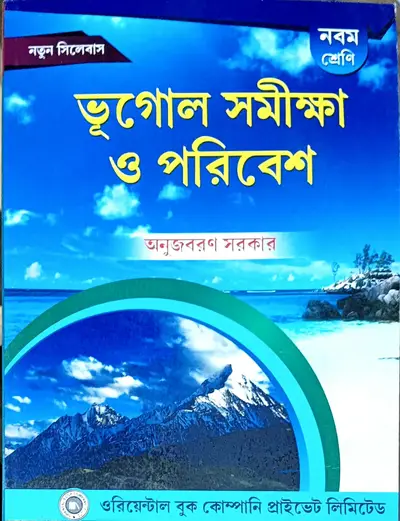 নতুন সিলেবাস
নবম
শ্রেণি
ভূগোল সমীক্ষা
ও পরিবেশ
অনুজবরণ সরকার
ওরিয়েন্টাল বুক কোম্পানি প্রাইভেট লিমিটেড